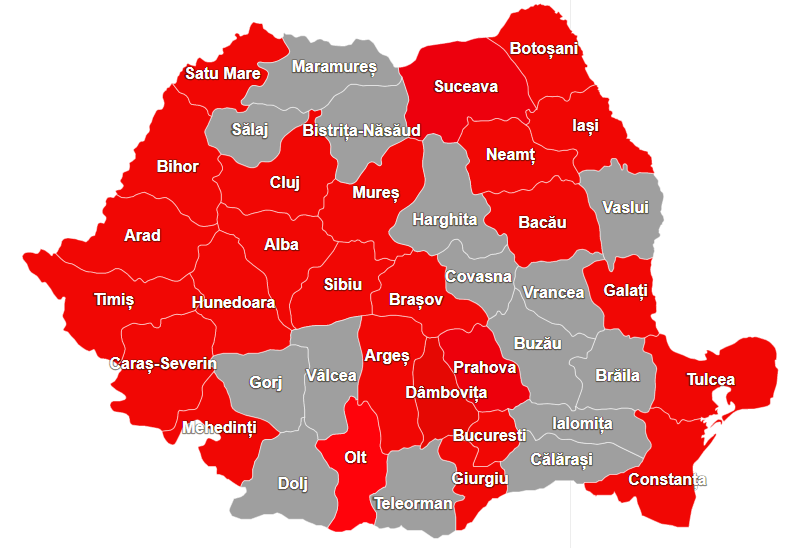 Botoșani
Maramureș
Satu Mare
Suceava
Iași
Sălaj
Bistrița-Năsăud
Neamț
Bihor
Cluj
Mureș
Vaslui
Harghita
Bacău
Arad
Alba
Covasna
Sibiu
Vrancea
Galați
Timiș
Hunedoara
Brașov
Buzău
Argeș
Caraș-Severin
Prahova
Vâlcea
Brăila
Tulcea
Gorj
Dâmbovița
Ialomița
Mehedinți
Bucuresti
Olt
Călărași
Giurgiu
Constanța
Dolj
Teleorman